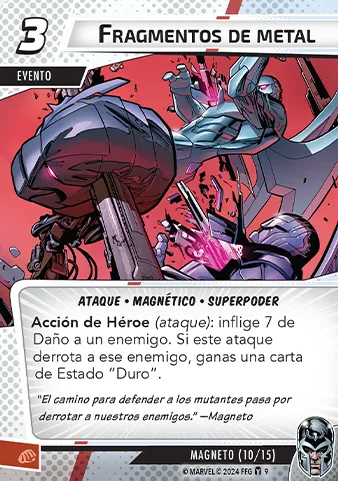 3
FRAGMENTOS DE METAL
EVENTO
ATAQUE • MAGNÉTICO • SUPERPODER
Acción de Héroe (ataque): inflige 7 de
Daño a un enemigo. Si este ataque
derrota a ese enemigo, ganas una carta
de Estado "Duro".
"El camino para defender a los mutantes pasa por
derrotar a nuestros enemigos." —Magneto
MAGNETO (10/15)
© MARVEL © 2024 FFG 9